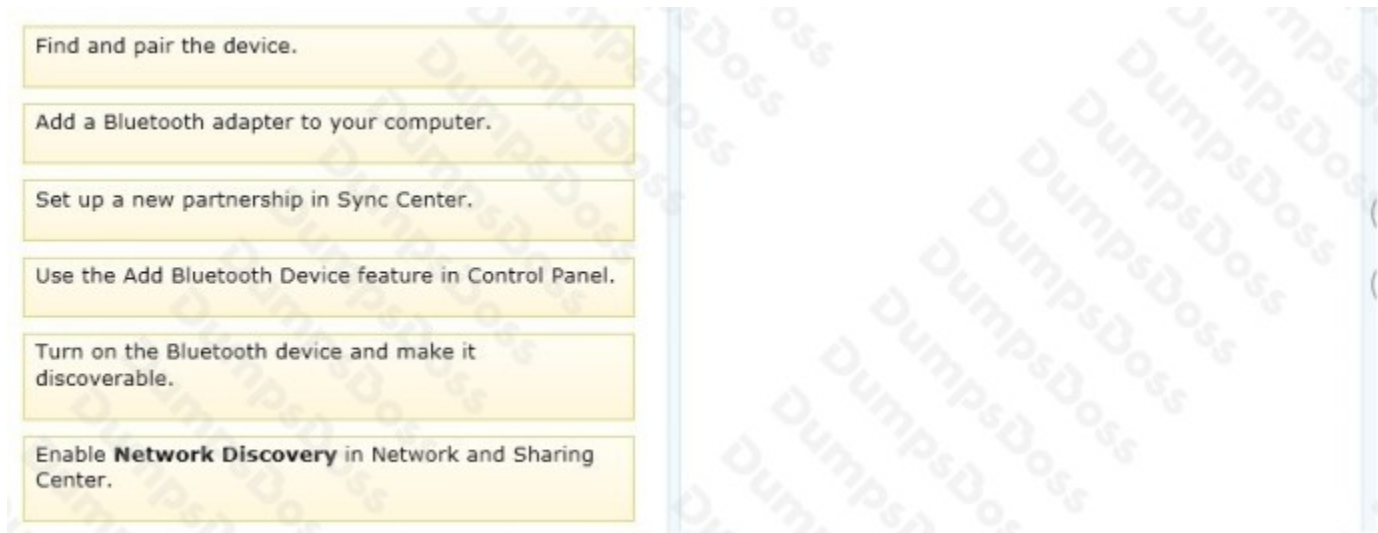 Find and pair the device.
Add a Bluetooth adapter to your computer.
Set up a new partnership in Sync Center.
Use the Add Bluetooth Device feature in Control Panel.
Turn on the Bluetooth device and make it
discoverable.
Enable Network Discovery in Network and Sharing
Center.
DumpsDoss